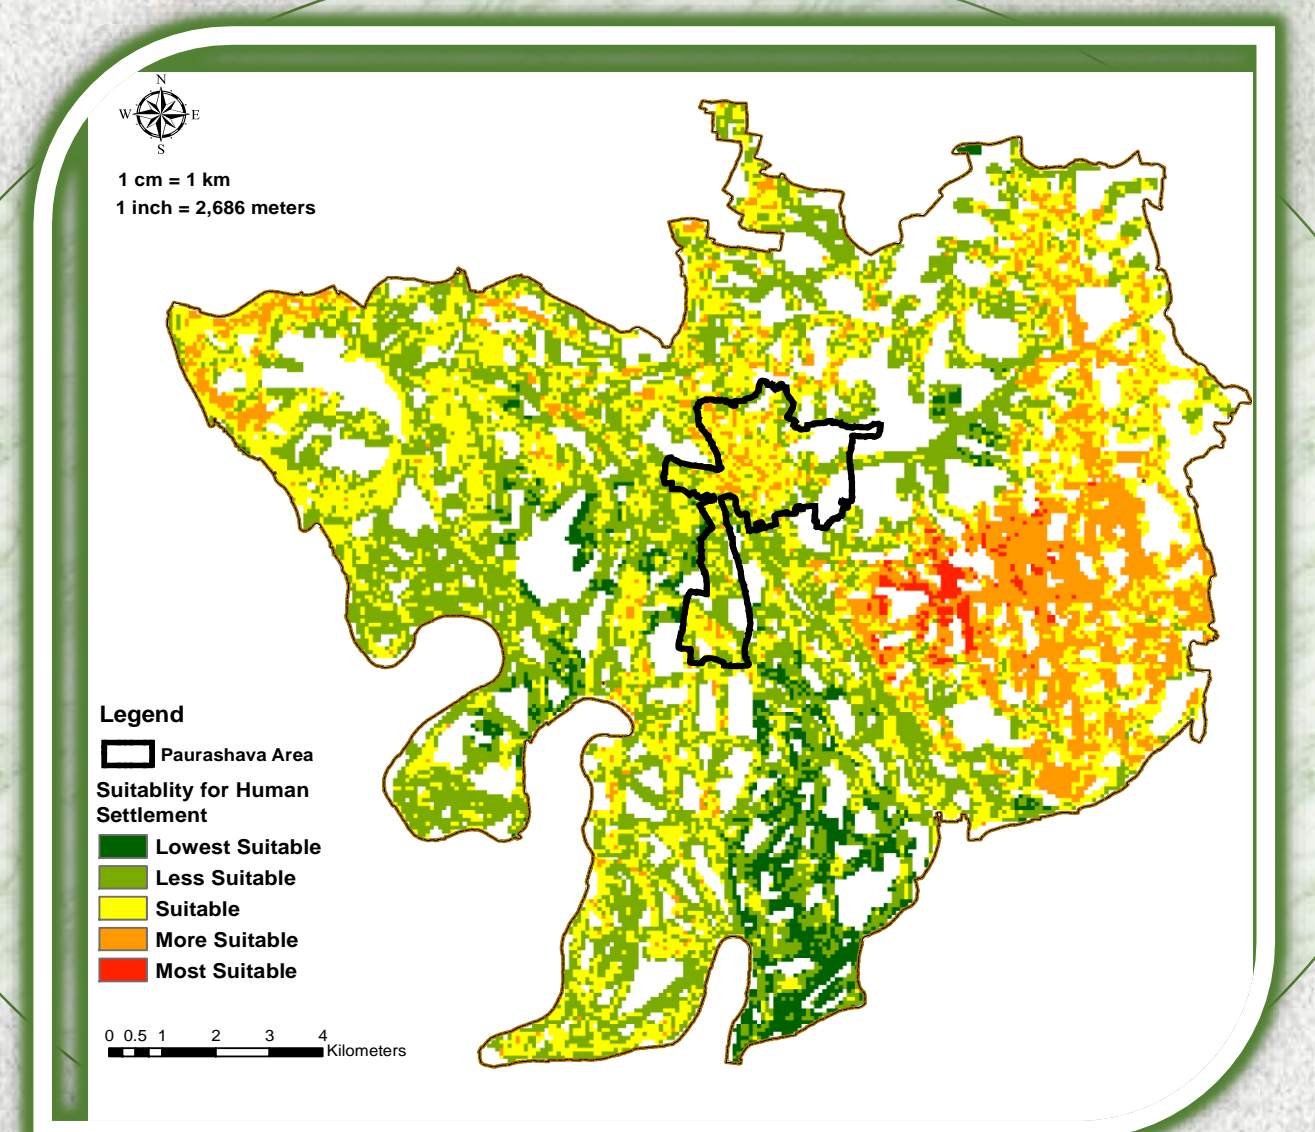 N
W E
S
1 cm = 1 km
1 inch = 2,686 meters
Legend
Paurashava Area
Suitablity for Human
Settlement
Lowest Suitable
Less Suitable
Suitable
More Suitable
Most Suitable
0 0.5 1 2 3 4
Kilometers